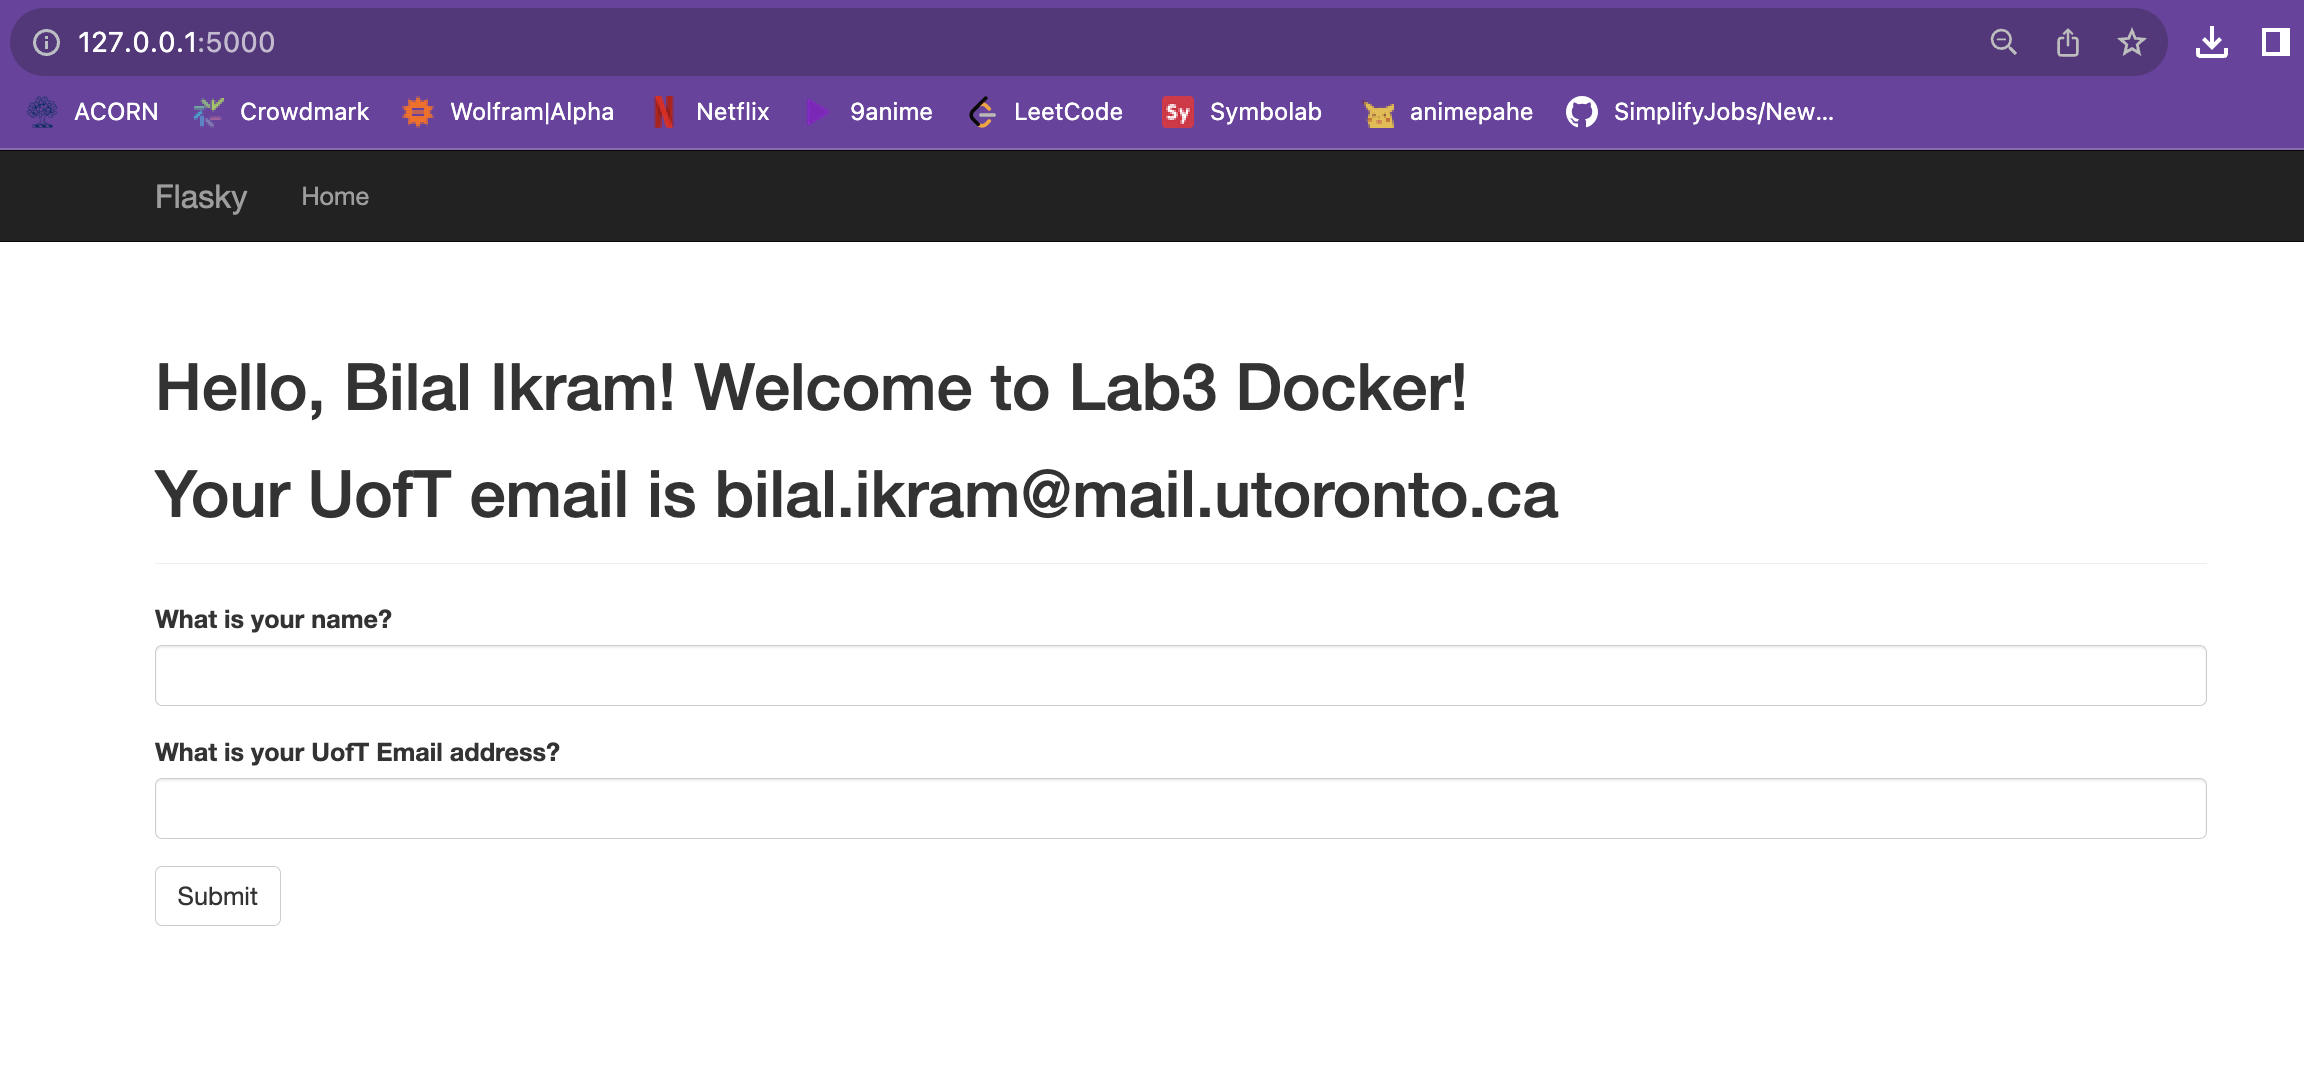 127.0.0.1:5000
ACORN Crowdmark Wolfram|Alpha Netflix 9anime LeetCode Sy Symbolab animepahe SimplifyJobs/New...
Flasky Home
Hello, Bilal Ikram! Welcome to Lab3 Docker!
Your UofT email is bilal.ikram@mail.utoronto.ca
What is your name?
What is your UofT Email address?
Submit